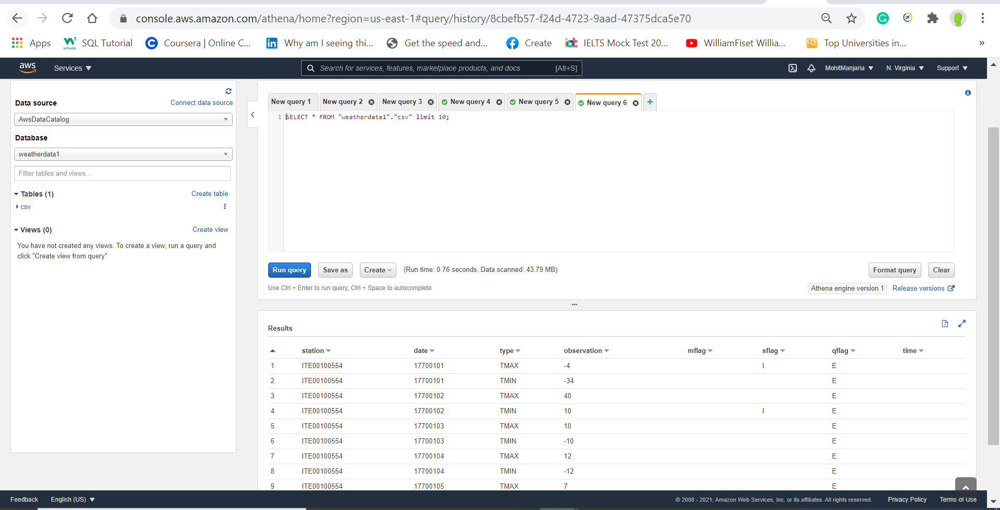 console.aws.amazon.com/athena/home?region=us-east-1#query/history/8cbefb57-f24d-4723-9aad-47375dca5e70
Apps w3 schools SQL Tutorial Coursera | Online C... Why am I seeing thi... Get the speed and... Create IELTS Mock Test 20... WilliamFiset Willia... QS Top Universities in... »
aws Services Search for services, features, marketplace products, and docs [Alt+S] MohitManjaria N. Virginia Support
Data source Connect data source
AwsDataCatalog
Database
weatherdata1
Filter tables and views...
Tables (1) Create table
csv
Views (0) Create view
You have not created any views. To create a view, run a query and
click "Create view from query"
New query 1 New query 2 New query 3 New query 4 New query 5 New query 6 +
1 SELECT * FROM "weatherdata1"."csv" limit 10;
Run query Save as Create (Run time: 0.76 seconds, Data scanned: 43.79 MB) Format query Clear
Use Ctrl + Enter to run query, Ctrl + Space to autocomplete Athena engine version 1 Release versions
Results
station date type observation mflag sflag qflag time
1 ITE00100554 17700101 TMAX -4 I E
2 ITE00100554 17700101 TMIN -34 E
3 ITE00100554 17700102 TMAX 40 E
4 ITE00100554 17700102 TMIN 10 I E
5 ITE00100554 17700103 TMAX 10 E
6 ITE00100554 17700103 TMIN -10 E
7 ITE00100554 17700104 TMAX 12 E
8 ITE00100554 17700104 TMIN -12 E
9 ITE00100554 17700105 TMAX 7 E
Feedback English (US) © 2008 - 2021, Amazon Web Services, Inc. or its affiliates. All rights reserved. Privacy Policy Terms of Use